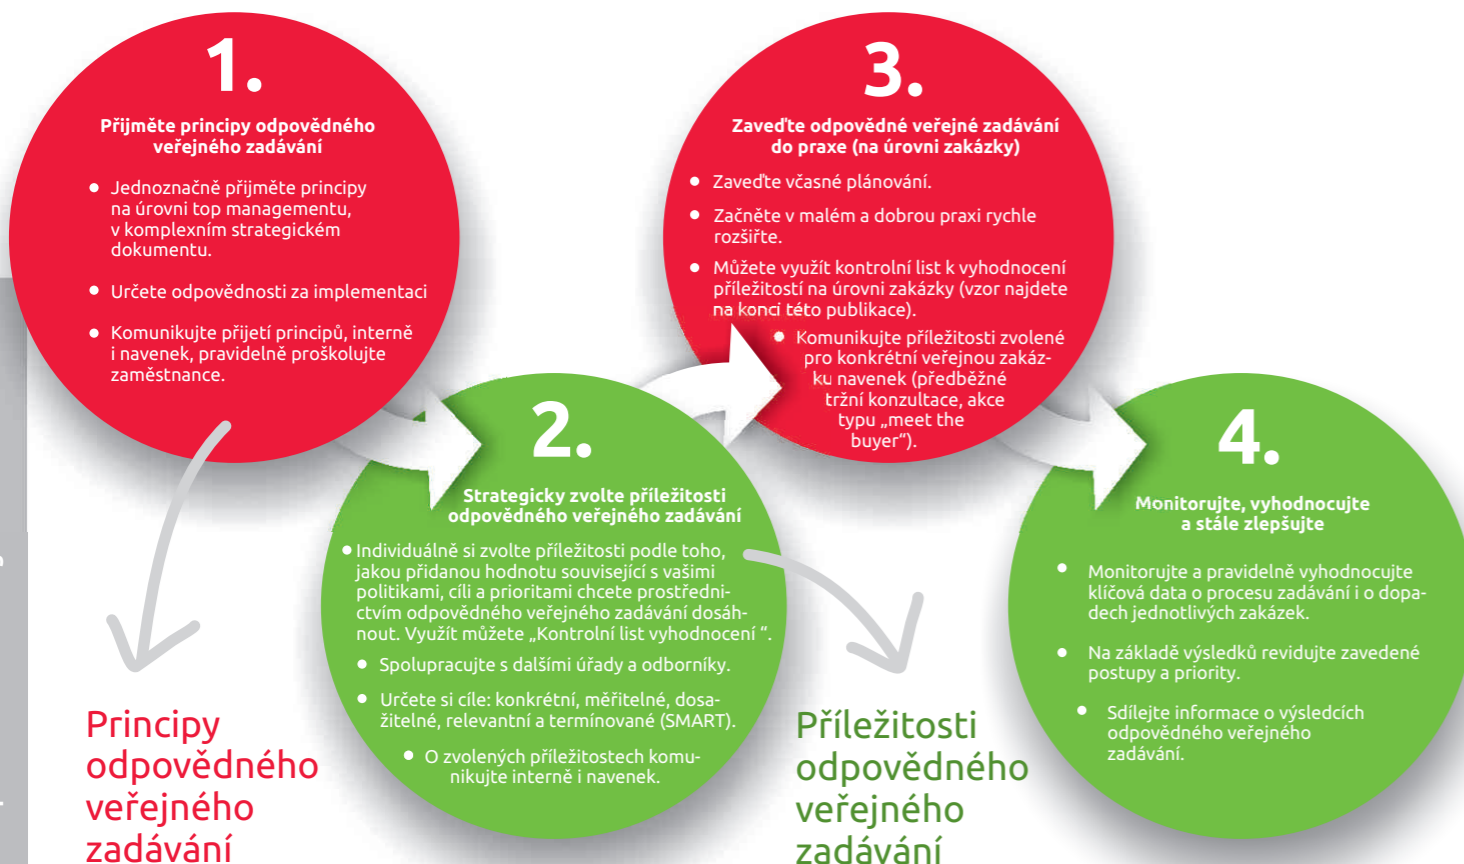 1.
Přijměte principy odpovědného
veřejného zadávání
Jednoznačně přijměte principy
na úrovni top managementu,
v komplexním strategickém
dokumentu.
Určete odpovědnosti za implementaci
Komunikujte přijetí principů, interně
i navenek, pravidelně proškolujte
zaměstnance.
2.
Strategicky zvolte příležitosti
odpovědného veřejného zadávání
Individuálně si zvolte příležitosti podle toho,
jakou přidanou hodnotu související s vašimi
politikami, cíli a prioritami chcete prostředni-
ctvím odpovědného veřejného zadávání dosáh-
nout. Využít můžete „Kontrolní list vyhodnocení “.
Spolupracujte s dalšími úřady a odborníky.
Určete si cíle: konkrétní, měřitelné, dosa-
žitelné, relevantní a termínované (SMART).
O zvolených příležitostech komu-
nikujte interně i navenek.
3.
Zaveďte odpovědné veřejné zadávání
do praxe (na úrovni zakázky)
Zaveďte včasné plánování.
Začněte v malém a dobrou praxi rychle
rozšiřte.
Můžete využít kontrolní list k vyhodnocení
příležitostí na úrovni zakázky (vzor najdete
na konci této publikace).
Komunikujte příležitosti zvolené
pro konkrétní veřejnou zakáz-
ku navenek (předběžné
tržní konzultace, akce
typu „meet the
buyer“).
4.
Monitorujte, vyhodnocujte
a stále zlepšujte
Monitorujte a pravidelně vyhodnocujte
klíčová data o procesu zadávání i o dopa-
dech jednotlivých zakázek.
Na základě výsledků revidujte zavedené
postupy a priority.
Sdílejte informace o výsledcích
odpovědného veřejného
zadávání.
Principy
odpovědného
veřejného
zadávání
Příležitosti
odpovědného
veřejného
zadávání